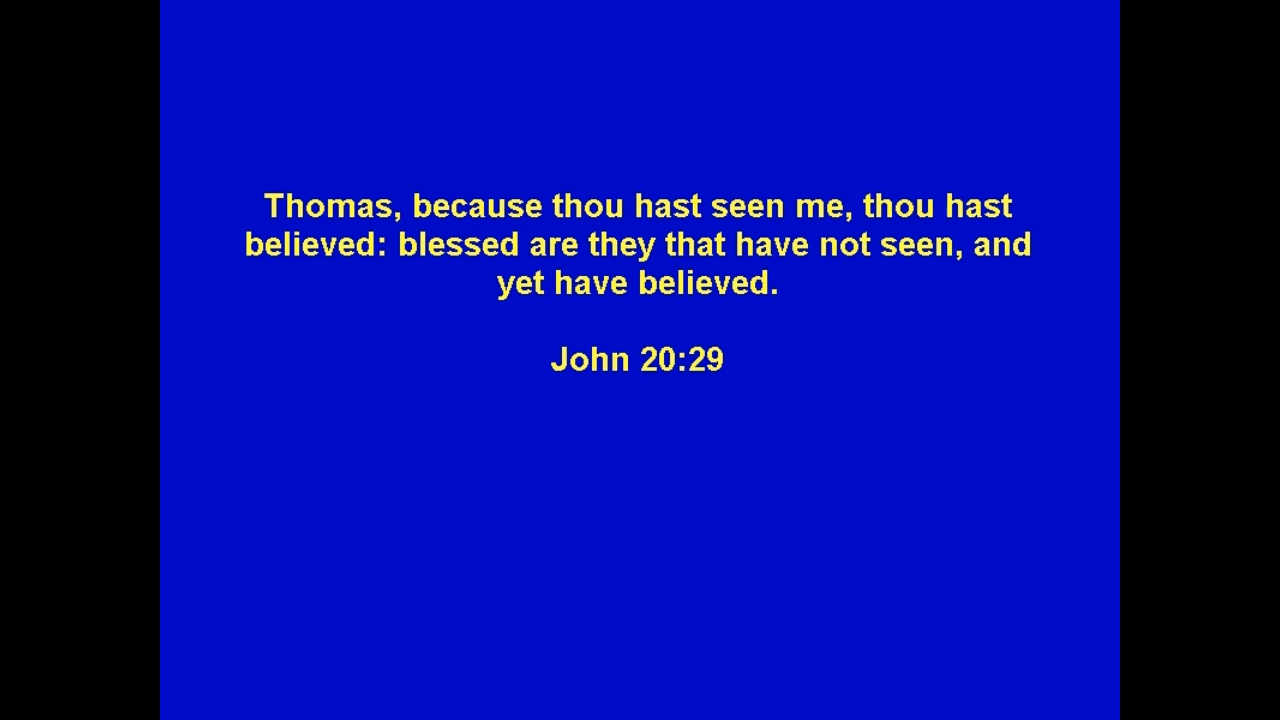 Thomas, because thou hast seen me, thou hast
believed: blessed are they that have not seen, and
yet have believed.
John 20:29